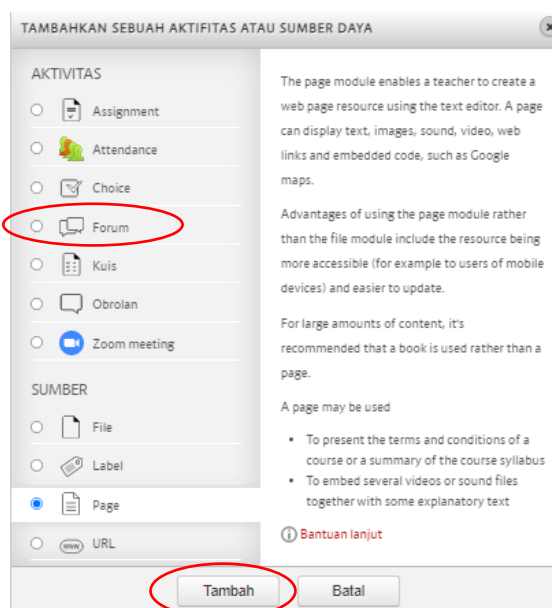 TAMBAHKAN SEBUAH AKTIFITAS ATAU SUMBER DAYA
AKTIVITAS
Assignment
Attendance
Choice
Forum
Kuis
Obrolan
Zoom meeting
SUMBER
File
Label
Page
www URL
The page module enables a teacher to create a
web page resource using the text editor. A page
can display text, images, sound, video, web
links and embedded code, such as Google
maps.
Advantages of using the page module rather
than the file module include the resource being
more accessible (for example to users of mobile
devices) and easier to update.
For large amounts of content, it's
recommended that a book is used rather than a
page.
A page may be used
• To present the terms and conditions of a
course or a summary of the course syllabus
• To embed several videos or sound files
together with some explanatory text
Bantuan lanjut
Tambah
Batal